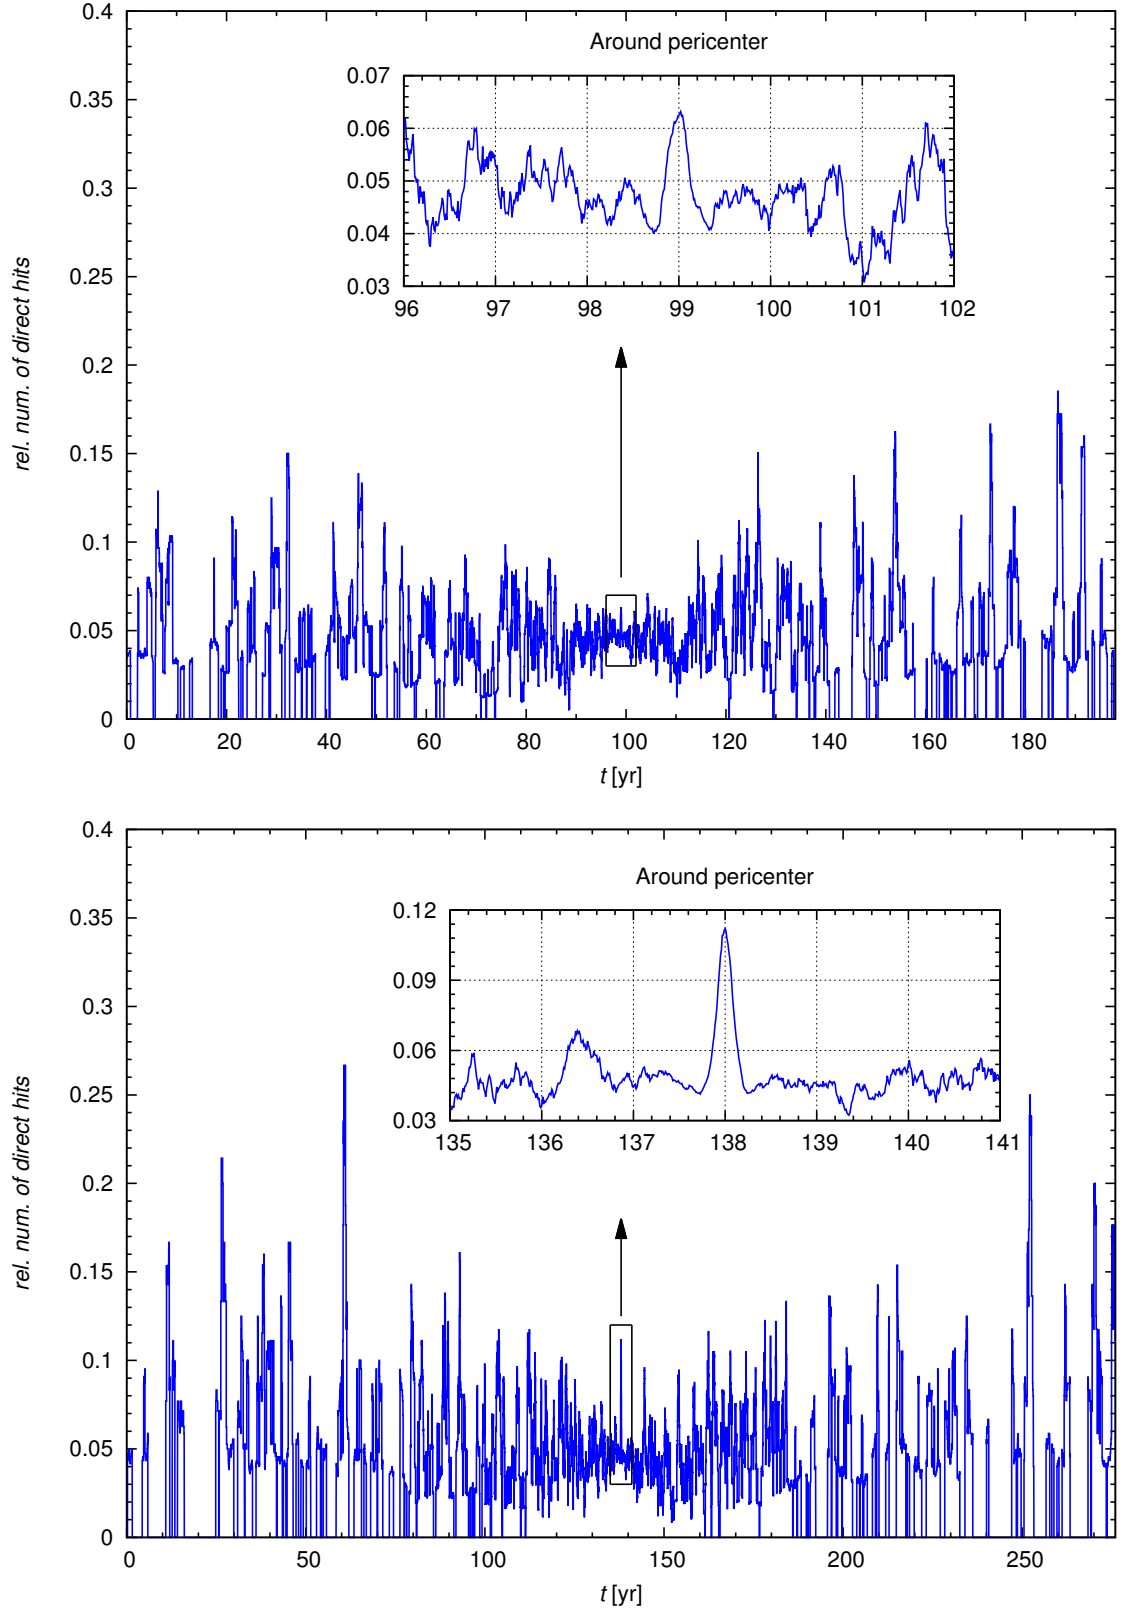 0.4
Around pericenter
0.07
0.35
0.06
0.3
0.05
0.04
0.25
0.03
96 97 98 99 100 101 102
rel. num. of direct hits
0.2
0.15
0.1
0.05
0
0 20 40 60 80 100 120 140 160 180
t [yr]
0.4
Around pericenter
0.35
0.12
0.09
0.3
0.06
0.03
0.25
135 136 137 138 139 140 141
rel. num. of direct hits
0.2
0.15
0.1
0.05
0
0 50 100 150 200 250
t [yr]